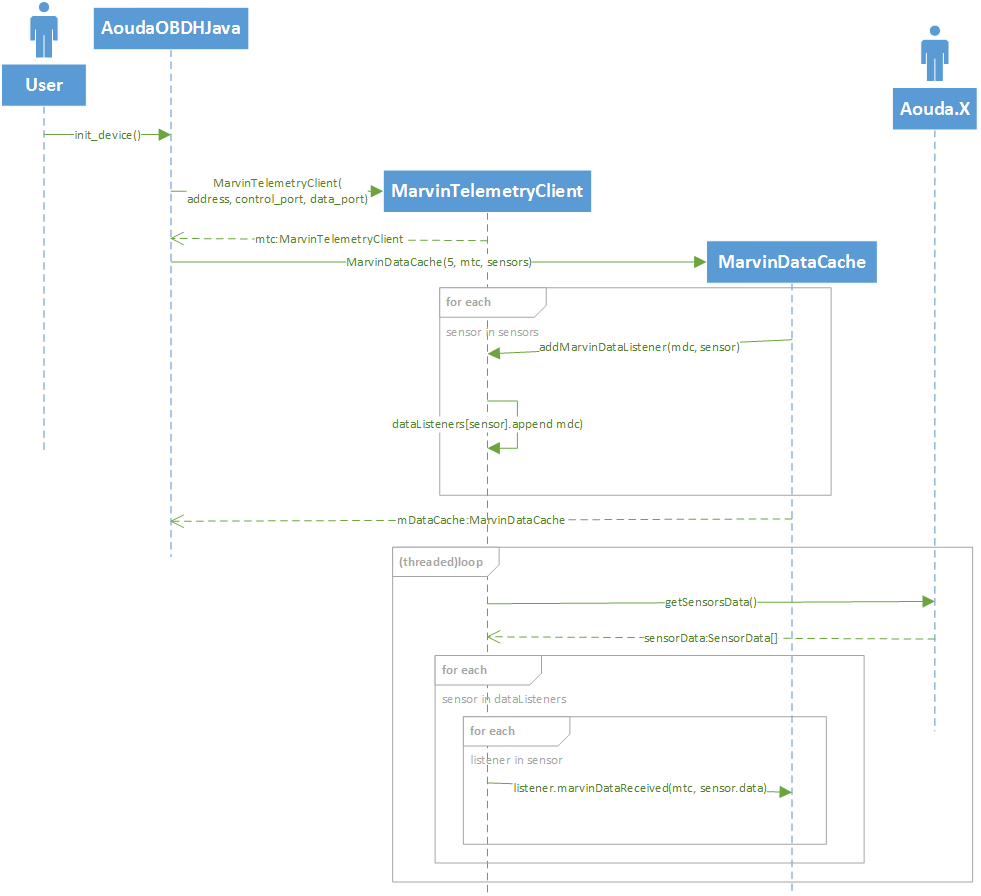 AoudaOBDHJava
User
Aouda.X
init_device()
MarvinTelemetryClient(
address, control_port, data_port)
MarvinTelemetryClient
mtc:MarvinTelemetryClient
MarvinDataCache(5, mtc, sensors)
MarvinDataCache
for each
sensor in sensors
addMarvinDataListener(mdc, sensor)
dataListeners[sensor].append mdc)
mDataCache:MarvinDataCache
(threaded)loop
getSensorsData()
sensorData:SensorData[]
for each
sensor in dataListeners
for each
listener in sensor
listener.marvinDataReceived(mtc, sensor.data)